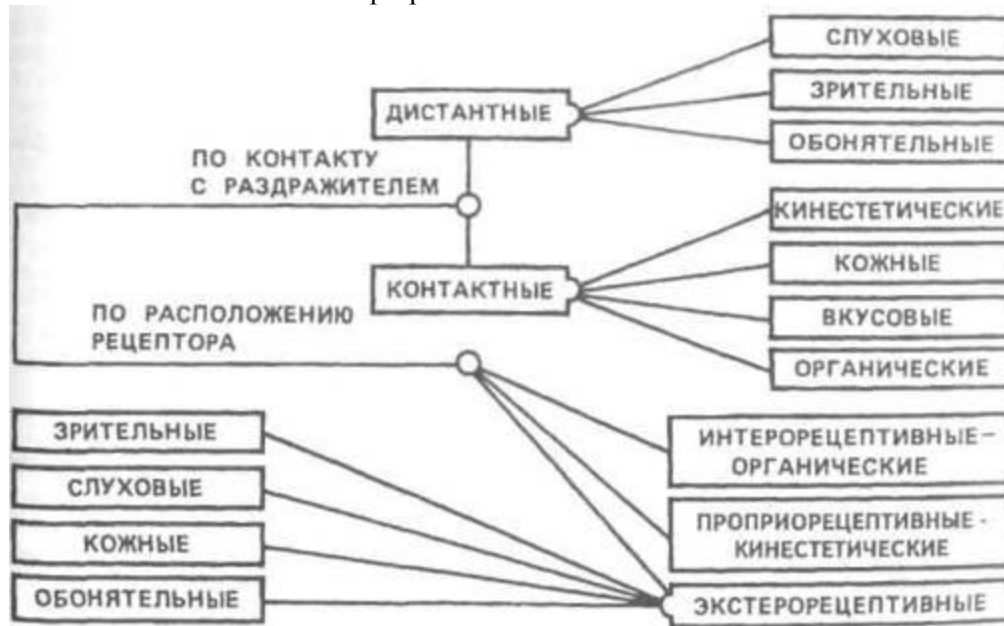 СЛУХОВЫЕ
ДИСТАНТНЫЕ
ЗРИТЕЛЬНЫЕ
ОБОНЯТЕЛЬНЫЕ
ПО КОНТАКТУ
С РАЗДРАЖИТЕЛЕМ
КИНЕСТЕТИЧЕСКИЕ
КОЖНЫЕ
КОНТАКТНЫЕ
ВКУСОВЫЕ
ОРГАНИЧЕСКИЕ
ПО РАСПОЛОЖЕНИЮ
РЕЦЕПТОРА
ЗРИТЕЛЬНЫЕ
СЛУХОВЫЕ
КОЖНЫЕ
ОБОНЯТЕЛЬНЫЕ
ИНТЕРОРЕЦЕПТИВНЫЕ–
ОРГАНИЧЕСКИЕ
ПРОПРИОРЕЦЕПТИВНЫЕ-
КИНЕСТЕТИЧЕСКИЕ
ЭКСТЕРОРЕЦЕПТИВНЫЕ